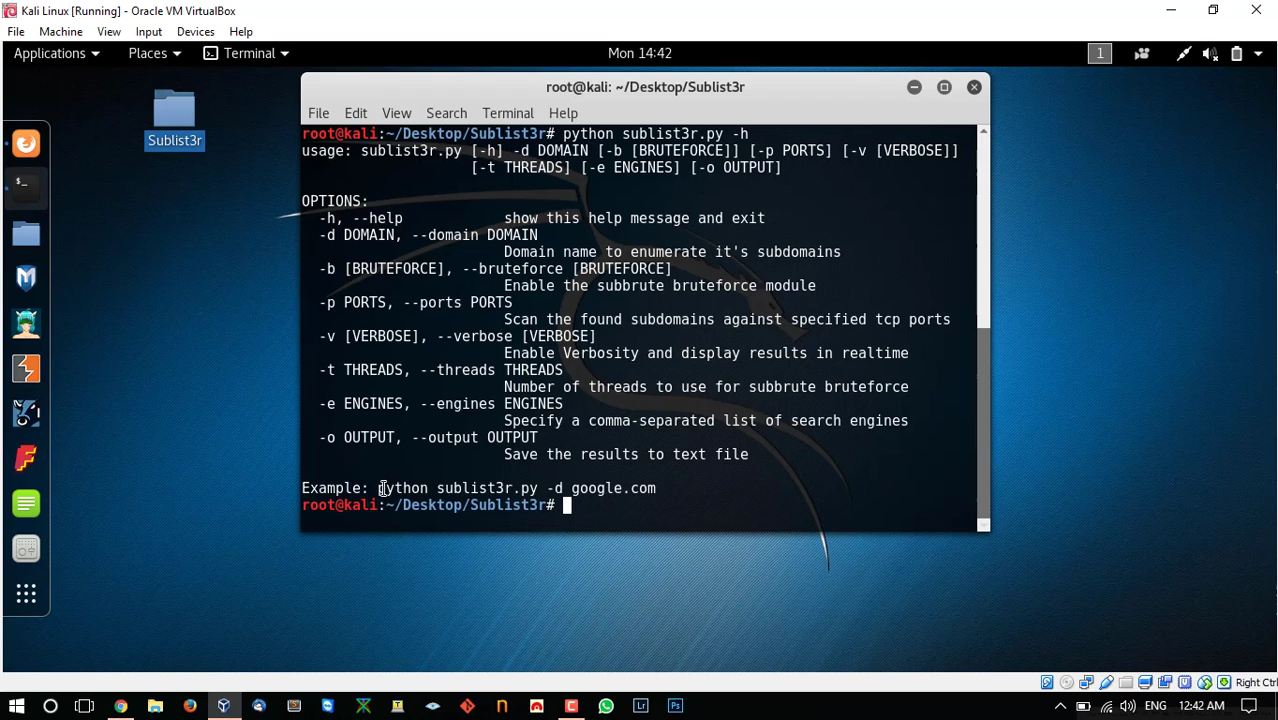 Kali Linux [Running] - Oracle VM VirtualBox
File Machine View Input Devices Help
Applications Places Terminal Mon 14:42 1
Sublist3r
root@kali: ~/Desktop/Sublist3r
File Edit View Search Terminal Help
root@kali:~/Desktop/Sublist3r# python sublist3r.py -h
usage: sublist3r.py [-h] -d DOMAIN [-b [BRUTEFORCE]] [-p PORTS] [-v [VERBOSE]]
[-t THREADS] [-e ENGINES] [-o OUTPUT]
OPTIONS:
-h, --help show this help message and exit
-d DOMAIN, --domain DOMAIN
Domain name to enumerate it's subdomains
-b [BRUTEFORCE], --bruteforce [BRUTEFORCE]
Enable the subbrute bruteforce module
-p PORTS, --ports PORTS
Scan the found subdomains against specified tcp ports
-v [VERBOSE], --verbose [VERBOSE]
Enable Verbosity and display results in realtime
-t THREADS, --threads THREADS
Number of threads to use for subbrute bruteforce
-e ENGINES, --engines ENGINES
Specify a comma-separated list of search engines
-o OUTPUT, --output OUTPUT
Save the results to text file
Example: python sublist3r.py -d google.com
root@kali:~/Desktop/Sublist3r#
Right Ctrl
ENG 12:42 AM